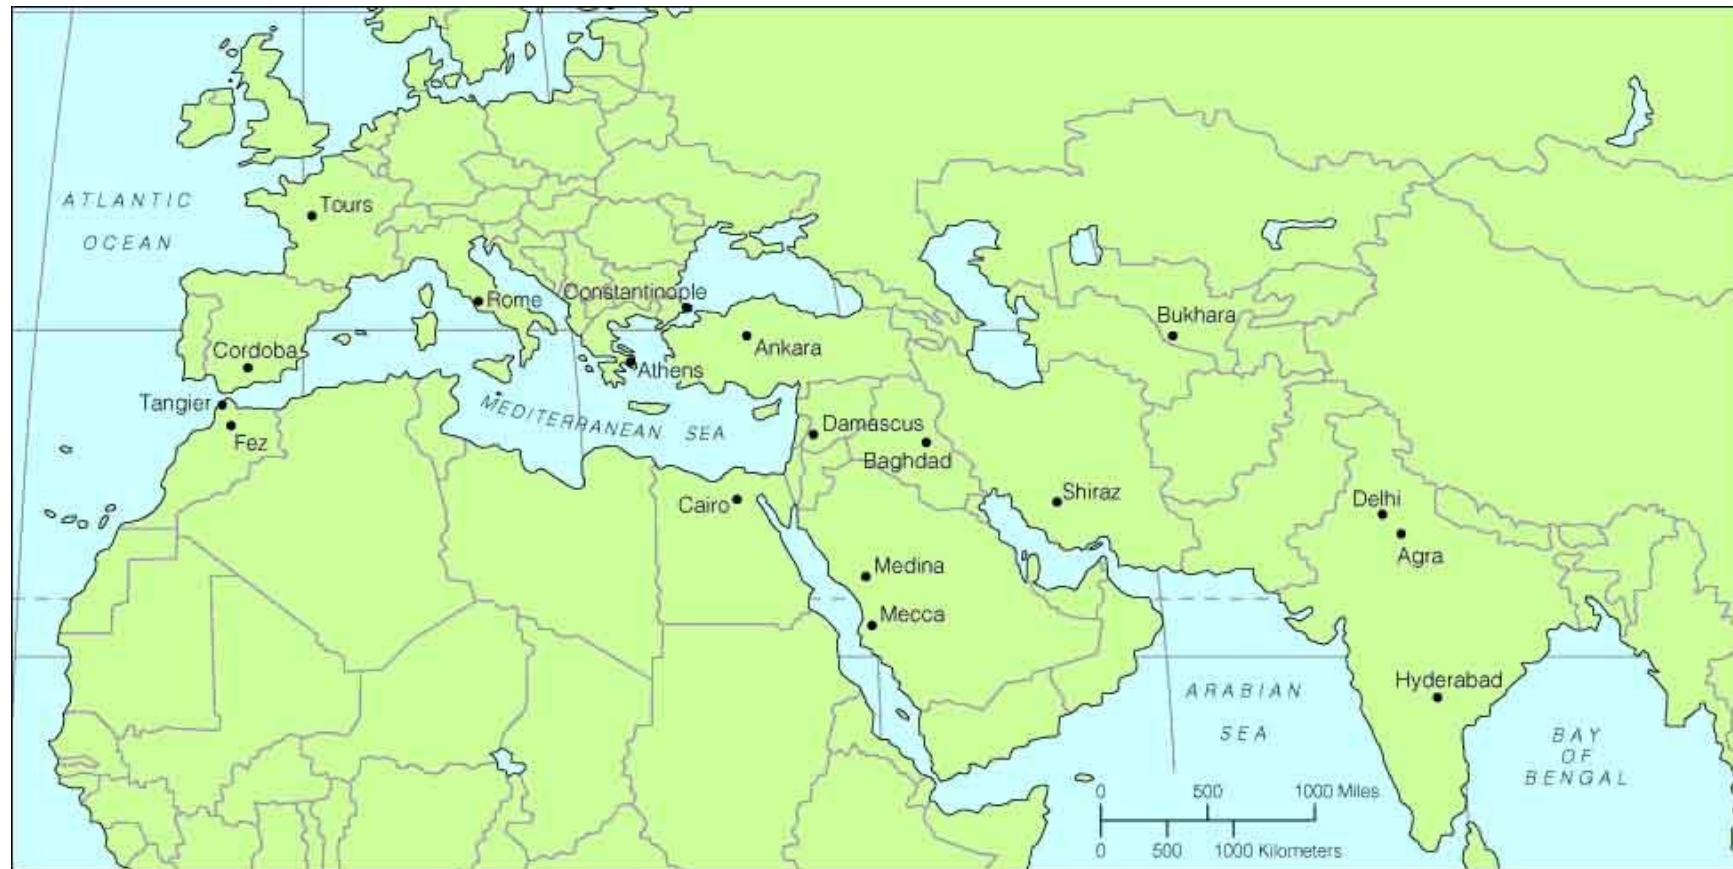 ATLANTIC
OCEAN
Tours
Rome
Constantinople
Bukhara
Ankara
Cordoba
Athens
Tangier
Fez
MEDITERRANEAN SEA
Damascus
Baghdad
Cairo
Shiraz
Delhi
Agra
Medina
Mecca
Hyderabad
ARABIAN
SEA
BAY
OF
BENGAL
0 500 1000 Miles
0 500 1000 Kilometers